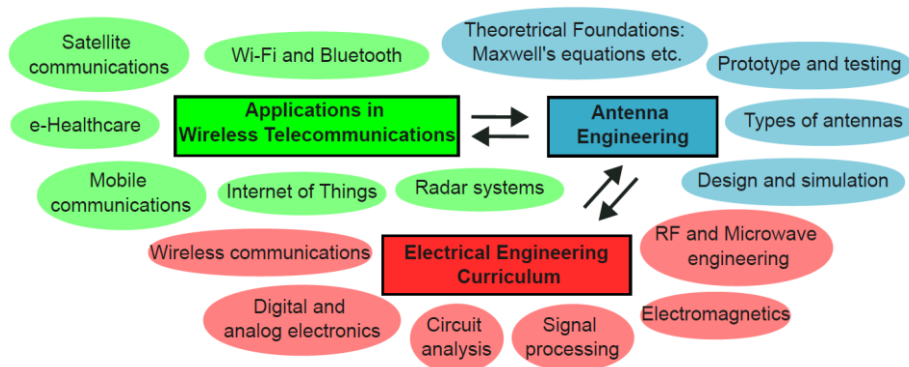 Satellite
communications
Wi-Fi and Bluetooth
Theoretrical Foundations:
Maxwell's equations etc.
Prototype and testing
e-Healthcare
Applications in
Wireless Telecommunications
Antenna
Engineering
Types of antennas
Mobile
communications
Internet of Things
Radar systems
Design and simulation
Wireless communications
Electrical Engineering
Curriculum
RF and Microwave
engineering
Digital and
analog electronics
Circuit
analysis
Signal
processing
Electromagnetics